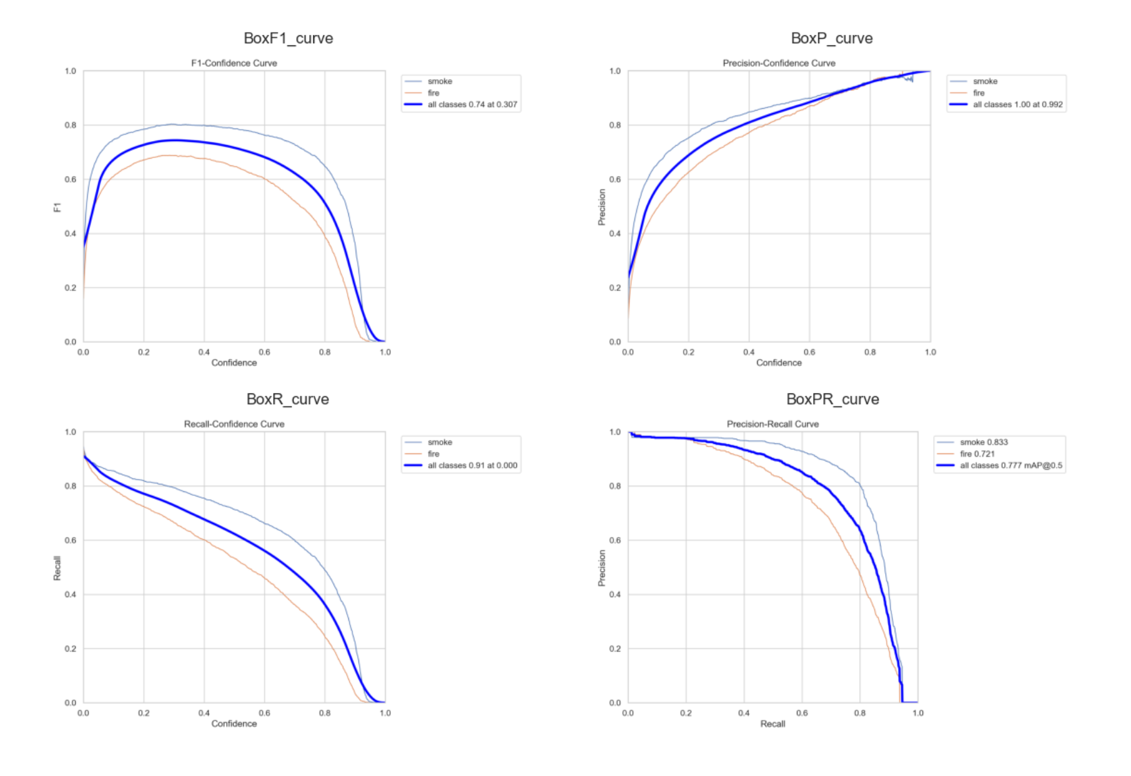 BoxF1_curve
F1-Confidence Curve
1.0
0.8
0.6
0.4
0.2
0.0
F1
0.0 0.2 0.4 0.6 0.8 1.0
Confidence
smoke
fire
all classes 0.74 at 0.307
BoxP_curve
Precision-Confidence Curve
1.0
0.8
0.6
0.4
0.2
0.0
Precision
0.0 0.2 0.4 0.6 0.8 1.0
Confidence
smoke
fire
all classes 1.00 at 0.992
BoxR_curve
Recall-Confidence Curve
1.0
0.8
0.6
0.4
0.2
0.0
Recall
0.0 0.2 0.4 0.6 0.8 1.0
Confidence
smoke
fire
all classes 0.91 at 0.000
BoxPR_curve
Precision-Recall Curve
1.0
0.8
0.6
0.4
0.2
0.0
Precision
0.0 0.2 0.4 0.6 0.8 1.0
Recall
smoke 0.833
fire 0.721
all classes 0.777 mAP@0.5